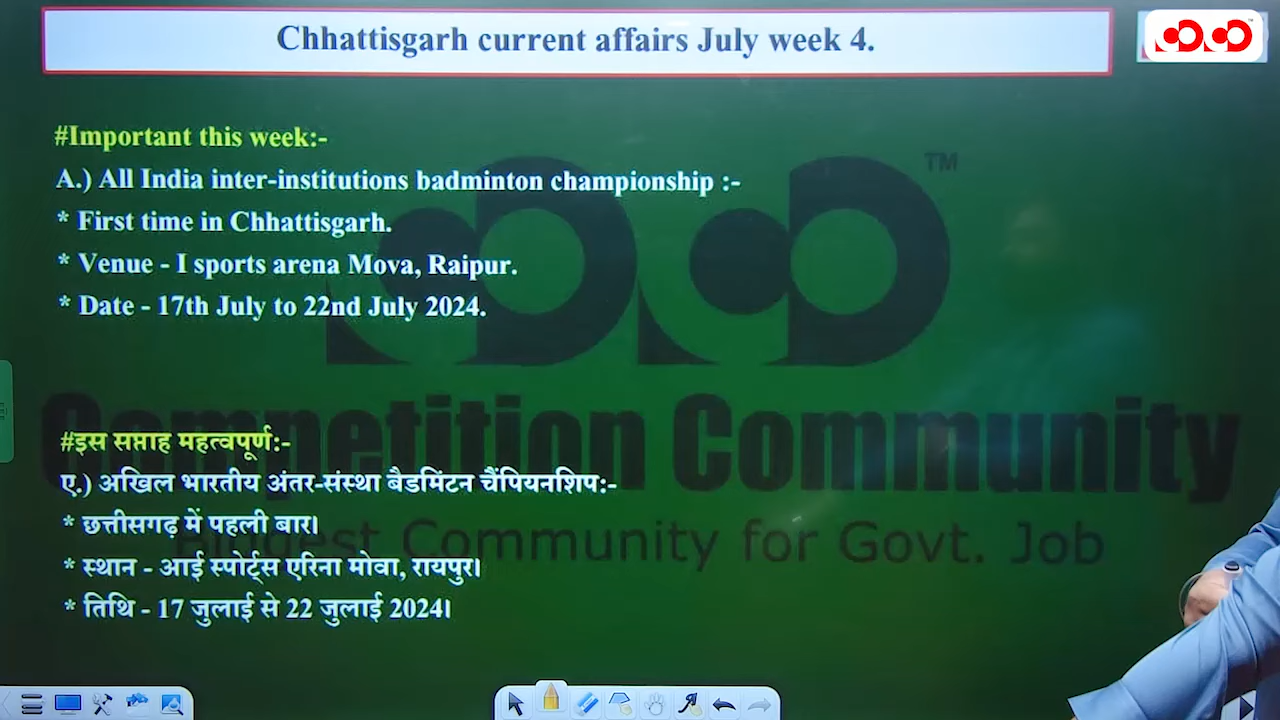 Chhattisgarh current affairs July week 4.
#Important this week:-
A.) All India inter-institutions badminton championship :-
* First time in Chhattisgarh.
* Venue - I sports arena Mova, Raipur.
* Date - 17th July to 22nd July 2024.
#इस सप्ताह महत्वपूर्ण:-
ए.) अखिल भारतीय अंतर-संस्था बैडमिंटन चैंपियनशिप:-
* छत्तीसगढ़ में पहली बार।
* स्थान - आई स्पोर्ट्स एरिना मोवा, रायपुर।
* तिथि - 17 जुलाई से 22 जुलाई 2024।
TM
Competition Community
Biggest Community for Govt. Job